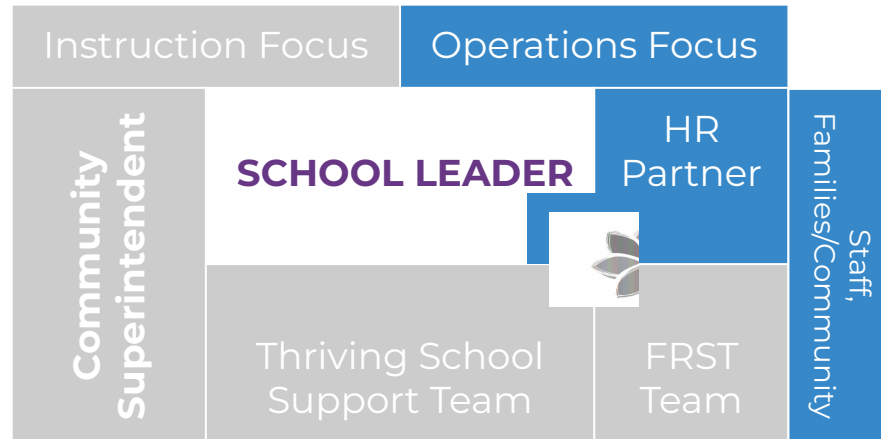 Instruction Focus
Operations Focus
Community
Superintendent
SCHOOL LEADER
HR
Partner
Staff,
Families/Community
Thriving School
Support Team
FRST
Team